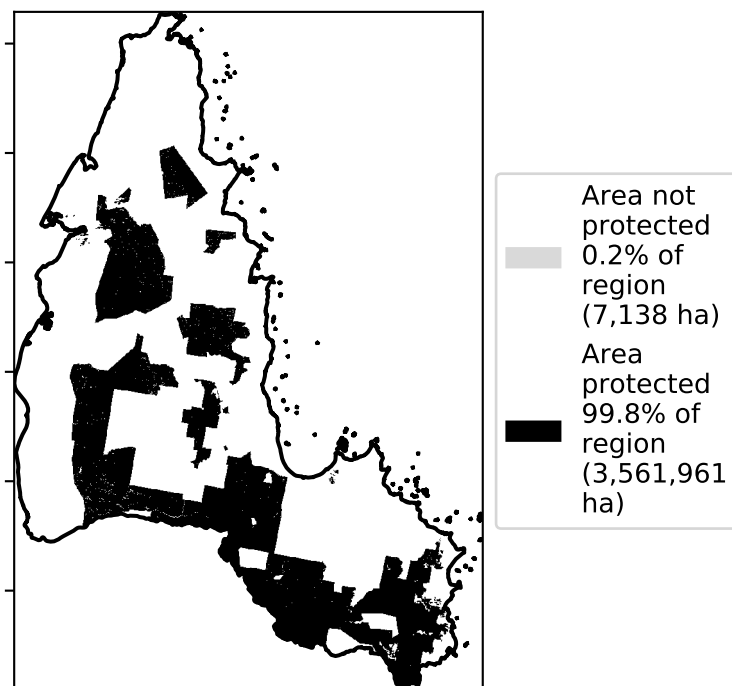 Area not
protected
0.2% of
region
(7,138 ha)
Area
protected
99.8% of
region
(3,561,961
ha)